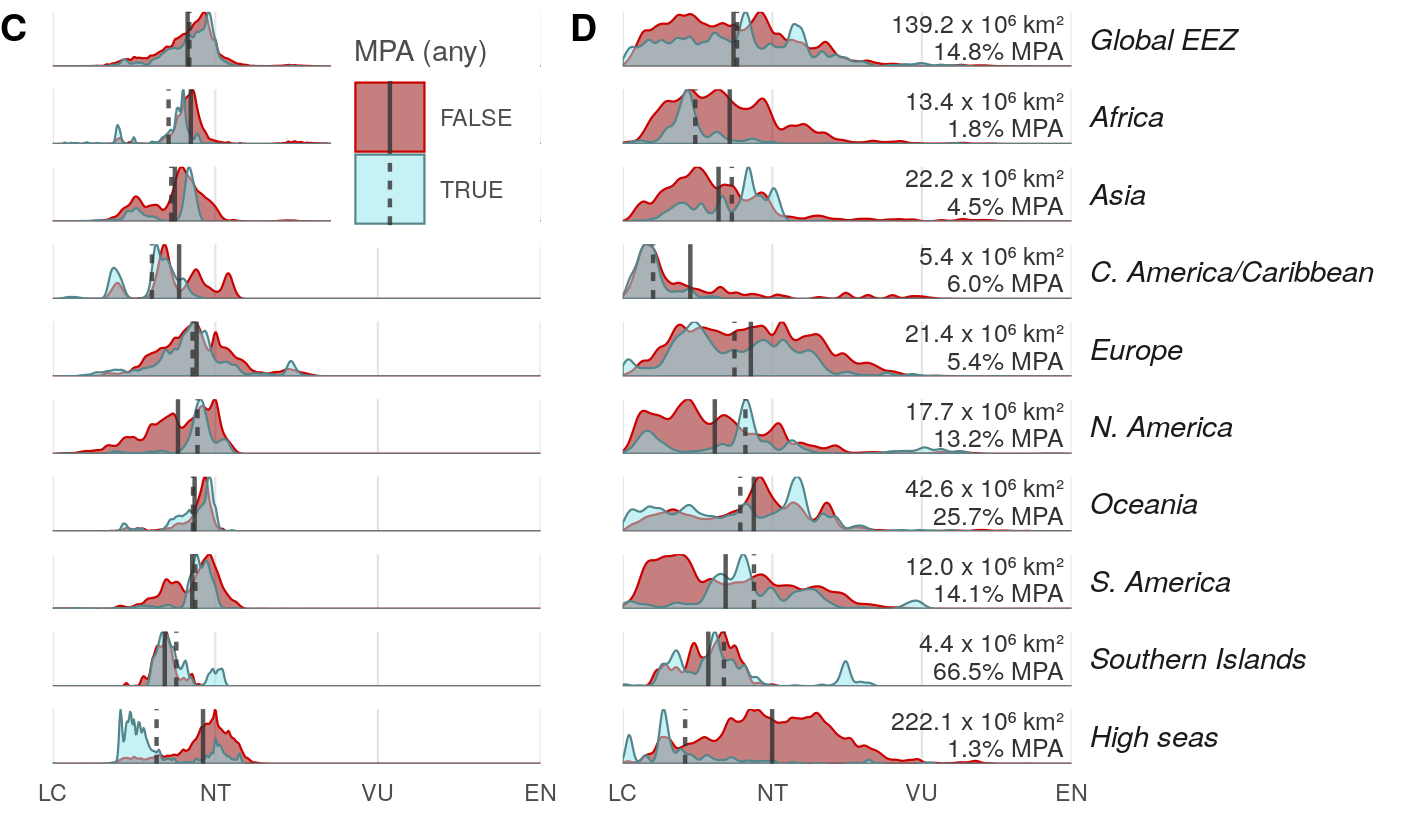 C
MPA (any)
FALSE
TRUE
LC NT VU EN
D
139.2 x 10⁶ km²
14.8% MPA
Global EEZ
13.4 x 10⁶ km²
1.8% MPA
Africa
22.2 x 10⁶ km²
4.5% MPA
Asia
5.4 x 10⁶ km²
6.0% MPA
C. America/Caribbean
21.4 x 10⁶ km²
5.4% MPA
Europe
17.7 x 10⁶ km²
13.2% MPA
N. America
42.6 x 10⁶ km²
25.7% MPA
Oceania
12.0 x 10⁶ km²
14.1% MPA
S. America
4.4 x 10⁶ km²
66.5% MPA
Southern Islands
222.1 x 10⁶ km²
1.3% MPA
High seas
LC NT VU EN